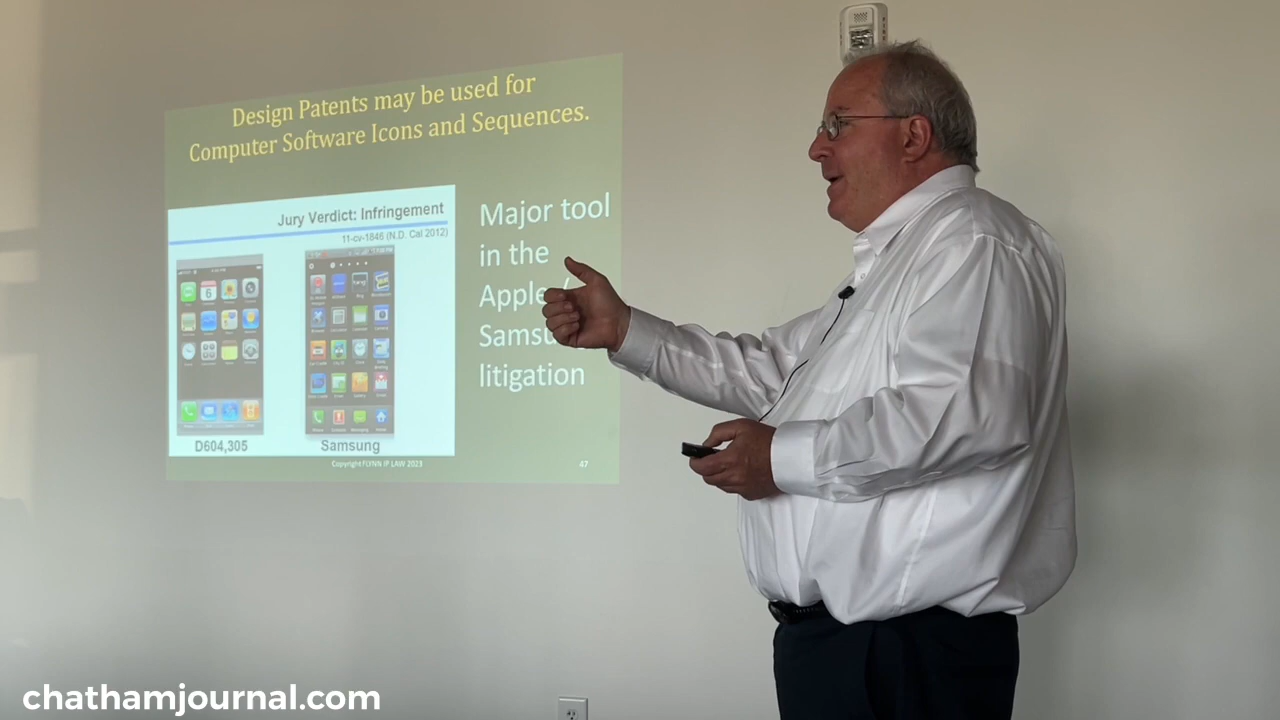 Design Patents may be used for
Computer Software Icons and Sequences.
Jury Verdict: Infringement
11-cv-1846 (N.D. Cal 2012)
D604,305
Samsung
Major tool
in the
Apple
litigation
Copyright FLYNN IP LAW 2023
47
chathamjournal.com